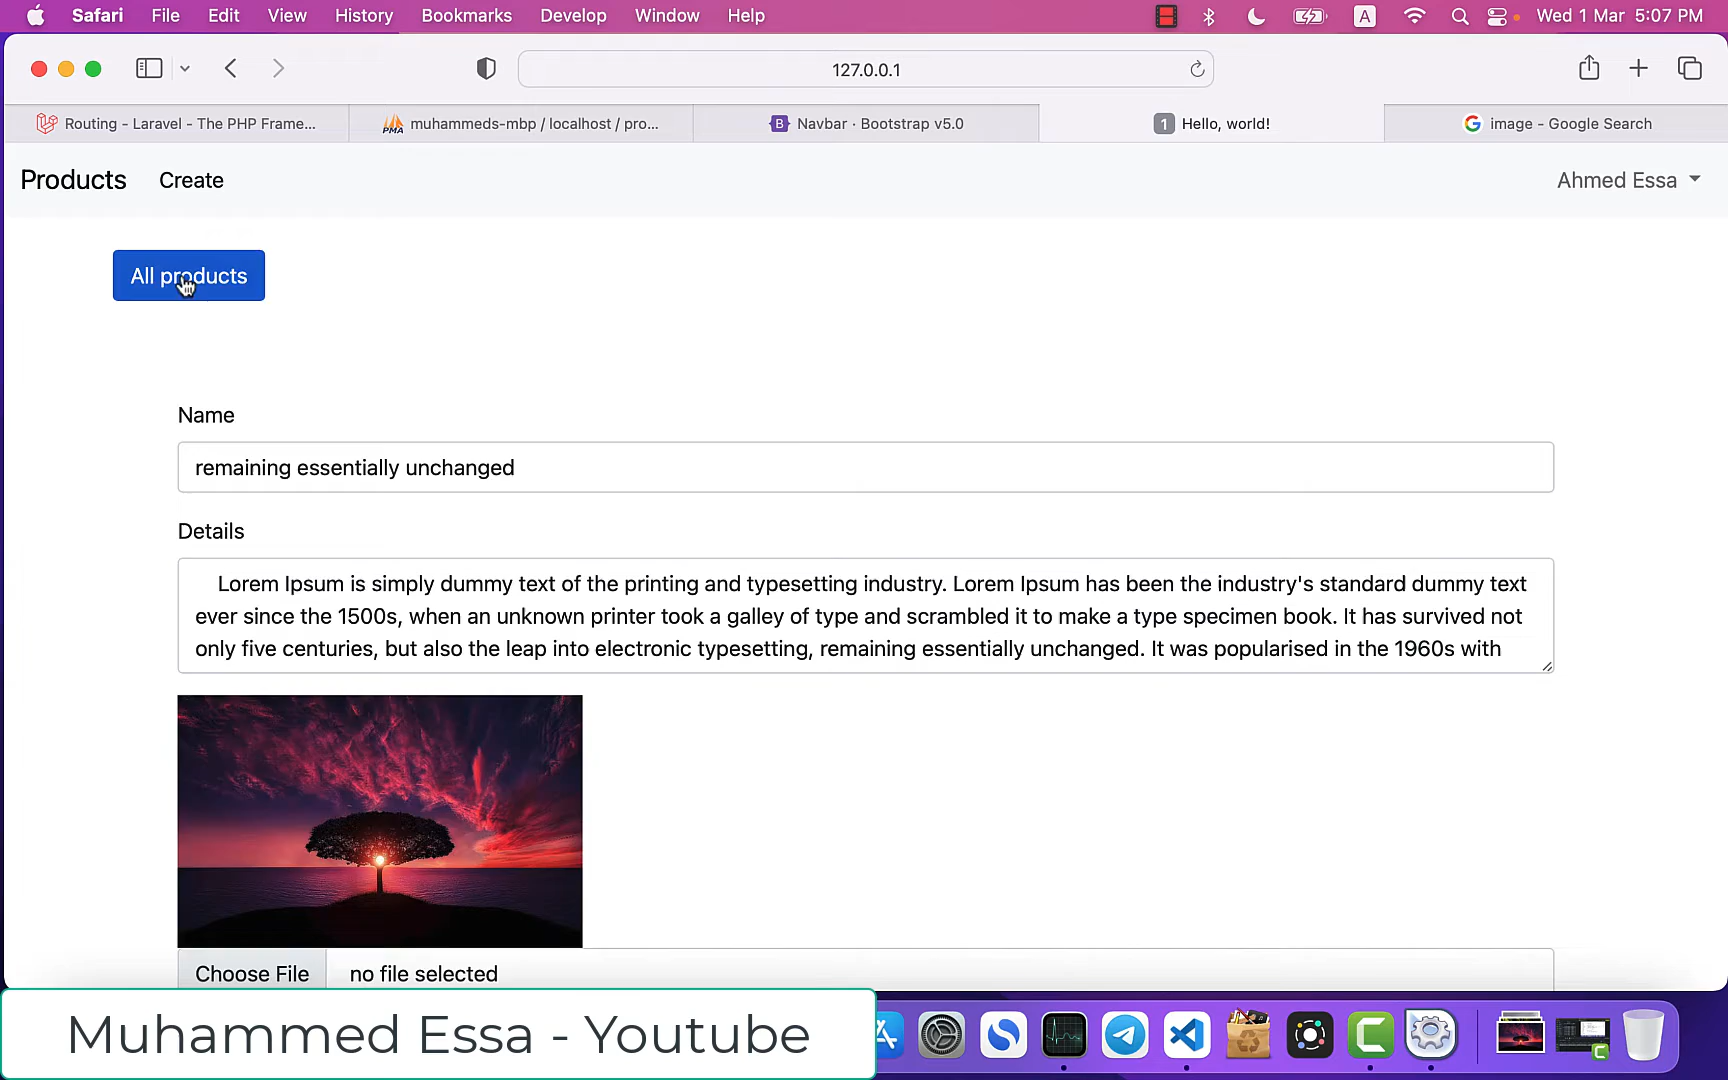 Safari File Edit View History Bookmarks Develop Window Help A Wed 1 Mar 5:07 PM
127.0.0.1
Routing - Laravel - The PHP Frame... PMA muhammeds-mbp / localhost / pro... B Navbar · Bootstrap v5.0 1 Hello, world! G image - Google Search
Products Create Ahmed Essa
All products
Name
remaining essentially unchanged
Details
Lorem Ipsum is simply dummy text of the printing and typesetting industry. Lorem Ipsum has been the industry's standard dummy text
ever since the 1500s, when an unknown printer took a galley of type and scrambled it to make a type specimen book. It has survived not
only five centuries, but also the leap into electronic typesetting, remaining essentially unchanged. It was popularised in the 1960s with
Choose File no file selected
Muhammed Essa - Youtube